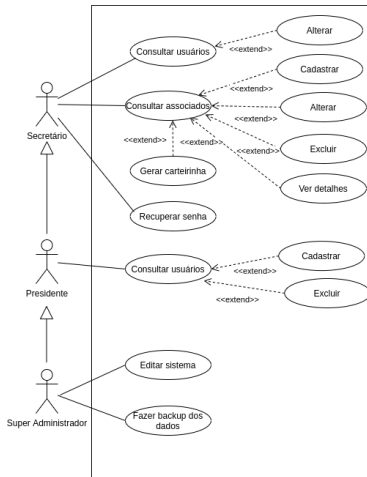 Alterar
Consultar usuários
<<extend>>
<<extend>>
Cadastrar
Consultar associados
<<extend>>
Alterar
Secretário
<<extend>>
<<extend>>
Excluir
<<extend>>
Gerar carteirinha
Ver detalhes
Recuperar senha
Cadastrar
Consultar usuários
<<extend>>
Presidente
Excluir
<<extend>>
Editar sistema
Super Administrador
Fazer backup dos
dados